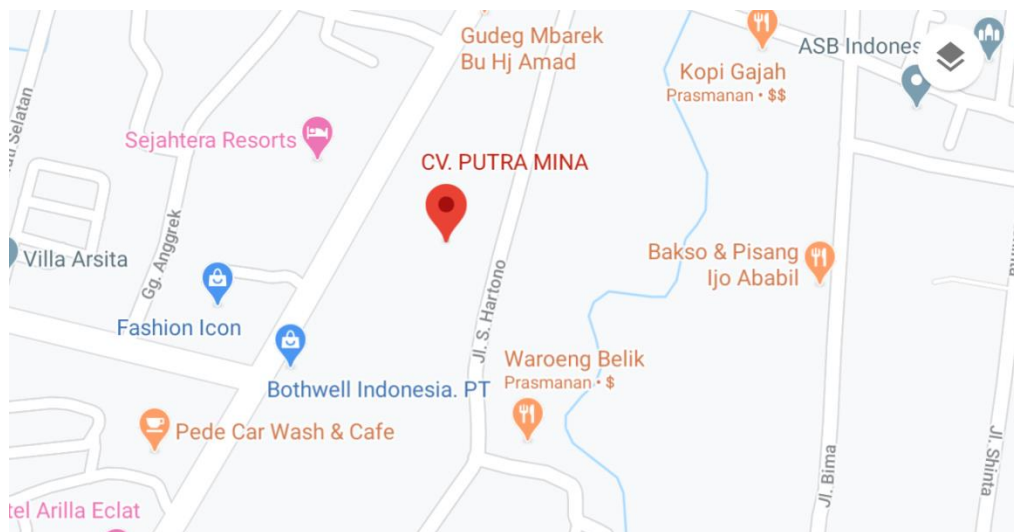 Gudeg Mbarek
Bu Hj Amad
Kopi Gajah
Prasmanan • $$
ASB Indones
Selatan
Sejahtera Resorts
CV. PUTRA MINA
Gg. Anggrek
Villa Arsita
Bakso & Pisang
Ijo Ababil
Fashion Icon
Jl. S. Hartono
Bothwell Indonesia. PT
Waroeng Belik
Prasmanan • $
Pede Car Wash & Cafe
Jl. Bima
Jl. Shinta
tel Arilla Eclat